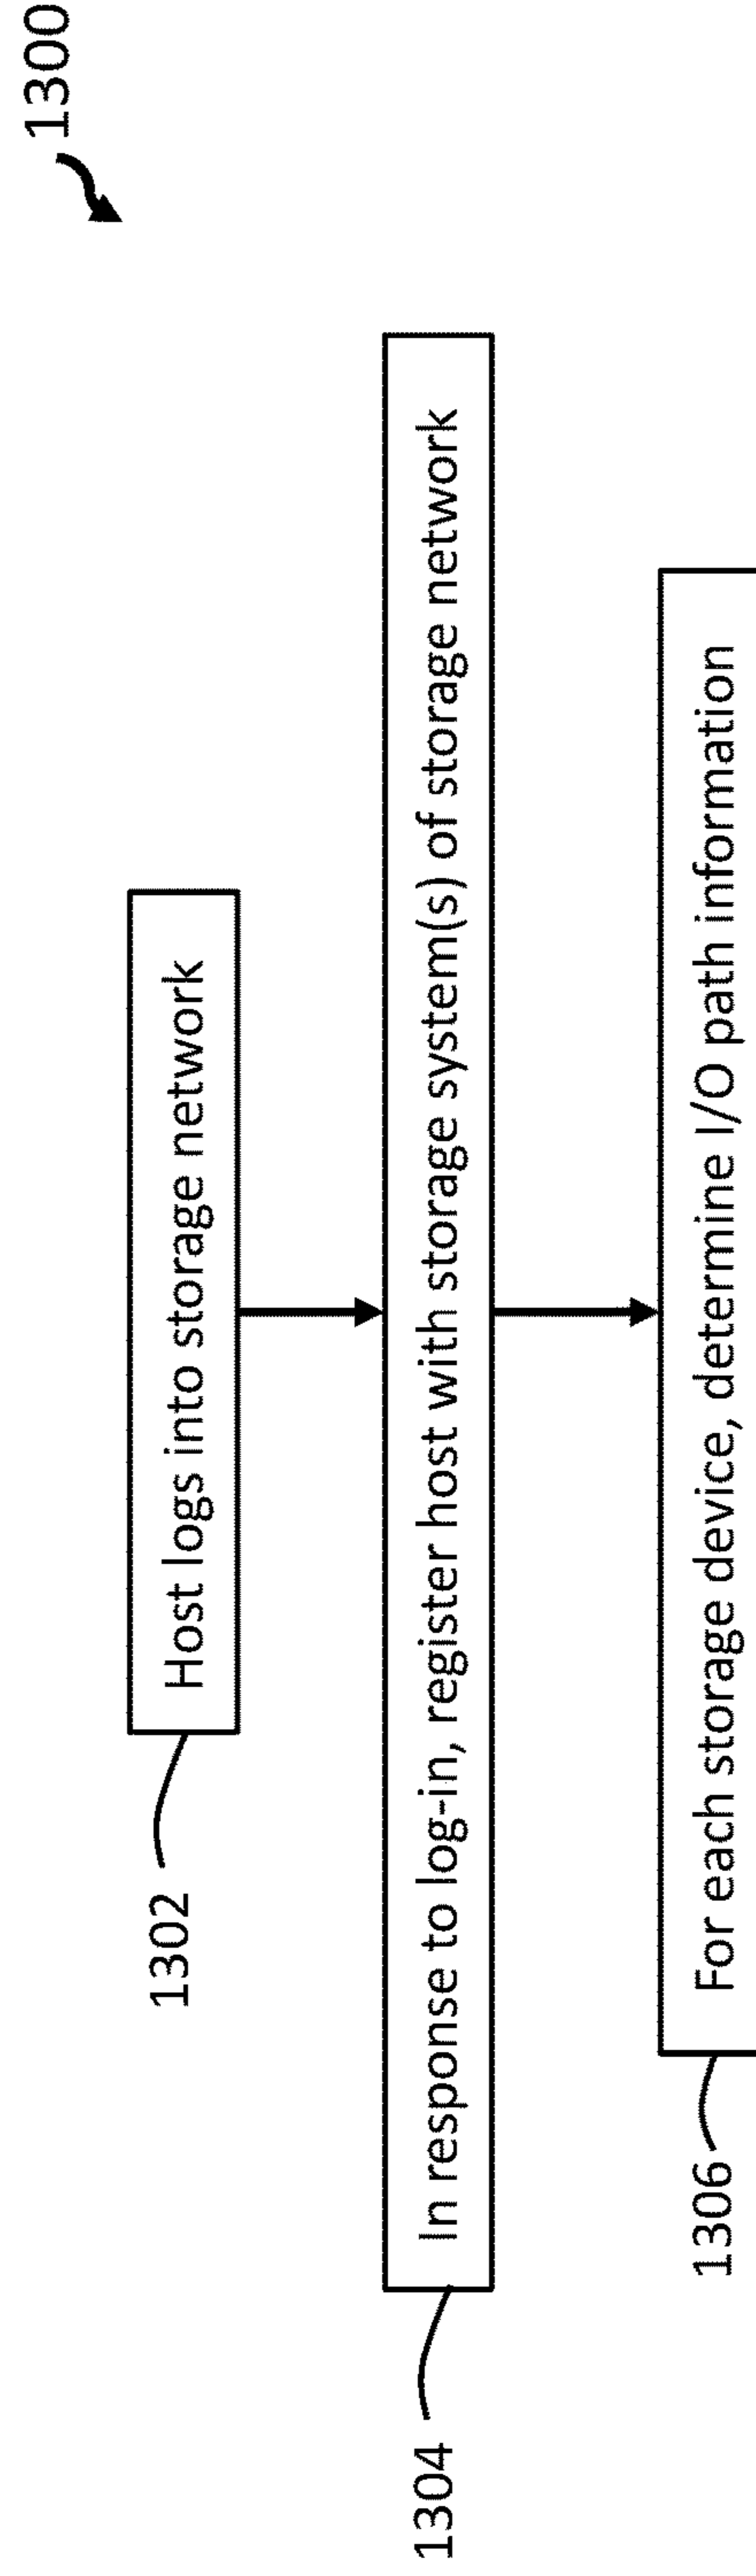 1300
Host logs into storage network
1302
In response to log-in, register host with storage system(s) of storage network
1304
For each storage device, determine I/O path information
1306